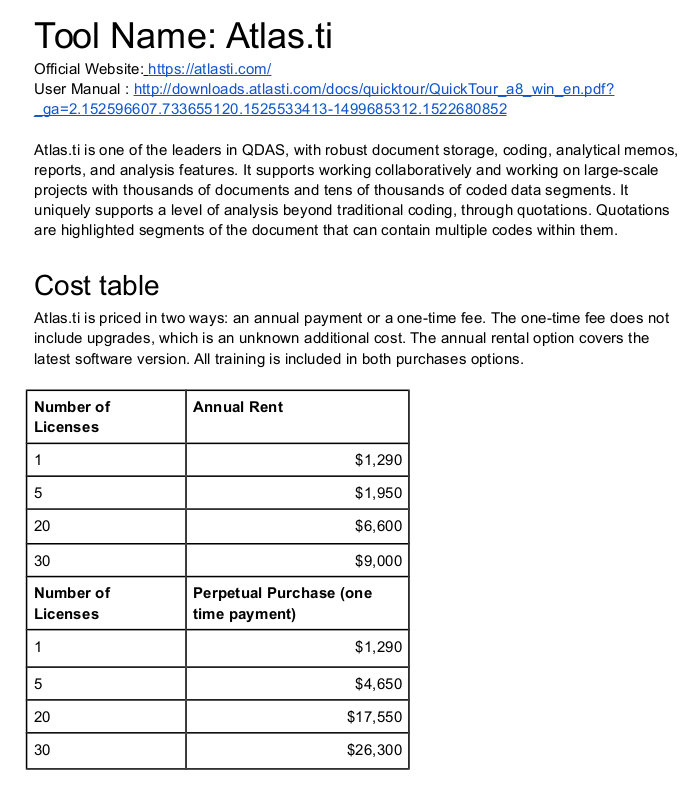 Tool Name: Atlas.ti
Official Website: https://atlasti.com/
User Manual : http://downloads.atlasti.com/docs/quicktour/QuickTour_a8_win_en.pdf?
_ga=2.152596607.733655120.1525533413-1499685312.1522680852
Atlas.ti is one of the leaders in QDAS, with robust document storage, coding, analytical memos,
reports, and analysis features. It supports working collaboratively and working on large-scale
projects with thousands of documents and tens of thousands of coded data segments. It
uniquely supports a level of analysis beyond traditional coding, through quotations. Quotations
are highlighted segments of the document that can contain multiple codes within them.
Cost table
Atlas.ti is priced in two ways: an annual payment or a one-time fee. The one-time fee does not
include upgrades, which is an unknown additional cost. The annual rental option covers the
latest software version. All training is included in both purchases options.
Number of
Licenses
Annual Rent
1 $1,290
5 $1,950
20 $6,600
30 $9,000
Number of
Licenses
Perpetual Purchase (one
time payment)
1 $1,290
5 $4,650
20 $17,550
30 $26,300